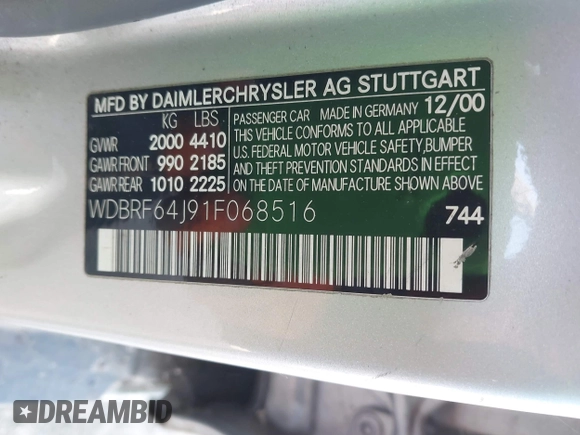 MFD BY DAIMLERCHRYSLER AG STUTTGART
KG LBS
GVWR 2000 4410
GAWR FRONT 990 2185
GAWR REAR 1010 2225
PASSENGER CAR MADE IN GERMANY 12/00
THIS VEHICLE CONFORMS TO ALL APPLICABLE
U.S. FEDERAL MOTOR VEHICLE SAFETY,BUMPER
AND THEFT PREVENTION STANDARDS IN EFFECT
ON THE DATE OF MANUFACTURE SHOWN ABOVE
WDBRF64J91F068516
744
DREAMBID